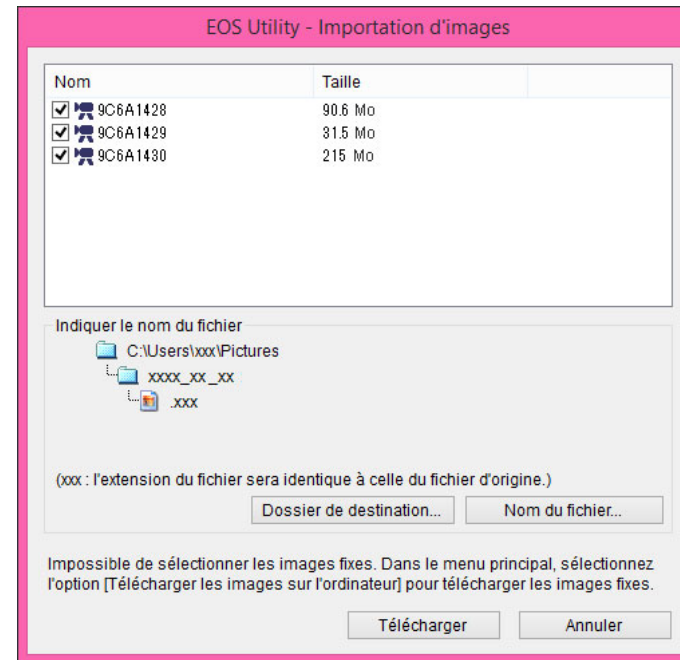 EOS Utility - Importation d'images
Nom Taille
9C6A1428 90.6 Mo
9C6A1429 31.5 Mo
9C6A1430 215 Mo
Indiquer le nom du fichier
C:\Users\xxx\Pictures
xxxx_xx_xx
.xxx
(xxx : l'extension du fichier sera identique à celle du fichier d'origine.)
Dossier de destination... Nom du fichier...
Impossible de sélectionner les images fixes. Dans le menu principal, sélectionnez
l'option [Télécharger les images sur l'ordinateur] pour télécharger les images fixes.
Télécharger Annuler